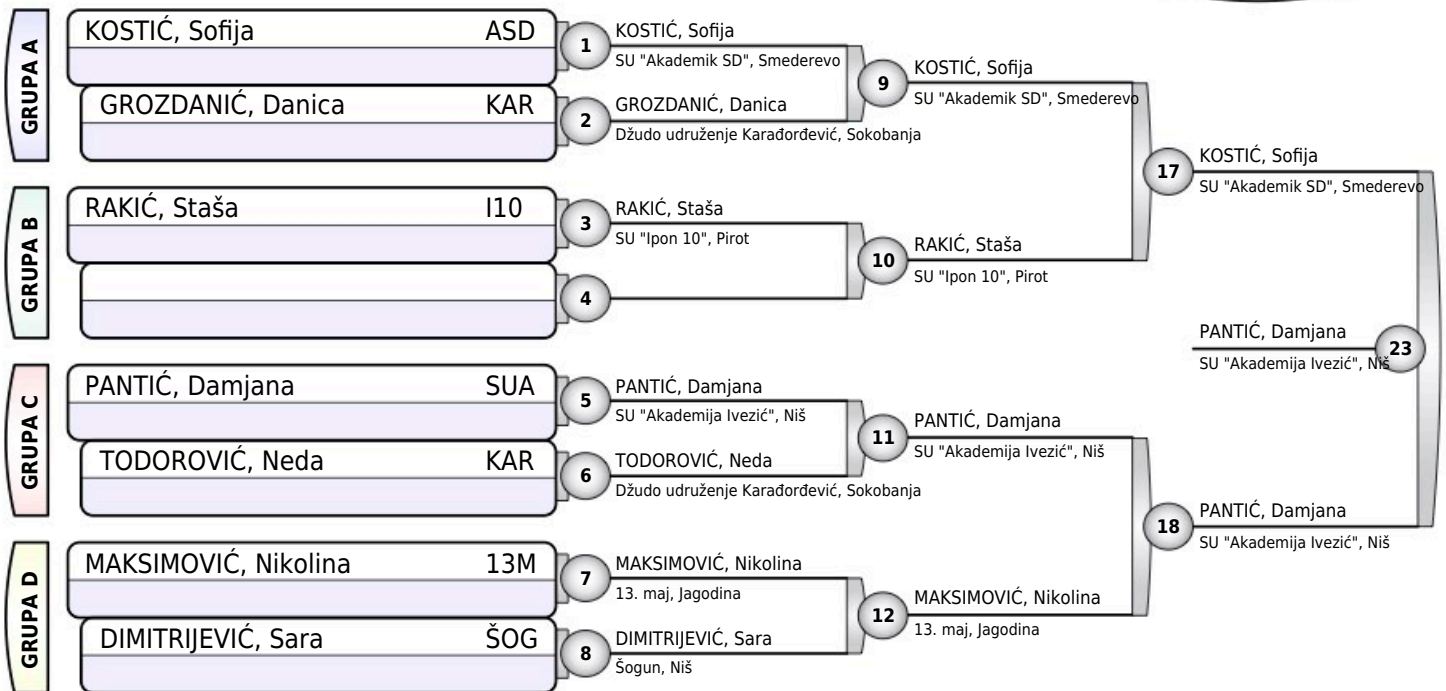 GRUPA A
KOSTIĆ, Sofija ASD
GROZDANIĆ, Danica KAR
1
KOSTIĆ, Sofija
SU "Akademik SD", Smederevo
2
GROZDANIĆ, Danica
Džudo udruženje Karađorđević, Sokobanja
9
KOSTIĆ, Sofija
SU "Akademik SD", Smederevo
GRUPA B
RAKIĆ, Staša I10
3
RAKIĆ, Staša
SU "Ipon 10", Pirot
4
10
RAKIĆ, Staša
SU "Ipon 10", Pirot
17
KOSTIĆ, Sofija
SU "Akademik SD", Smederevo
GRUPA C
PANTIĆ, Damjana SUA
TODOROVIĆ, Neda KAR
5
PANTIĆ, Damjana
SU "Akademija Ivezić", Niš
6
TODOROVIĆ, Neda
Džudo udruženje Karađorđević, Sokobanja
11
PANTIĆ, Damjana
SU "Akademija Ivezić", Niš
GRUPA D
MAKSIMOVIĆ, Nikolina 13M
DIMITRIJEVIĆ, Sara ŠOG
7
MAKSIMOVIĆ, Nikolina
13. maj, Jagodina
8
DIMITRIJEVIĆ, Sara
Šogun, Niš
12
MAKSIMOVIĆ, Nikolina
13. maj, Jagodina
18
PANTIĆ, Damjana
SU "Akademija Ivezić", Niš
PANTIĆ, Damjana
SU "Akademija Ivezić", Niš
23